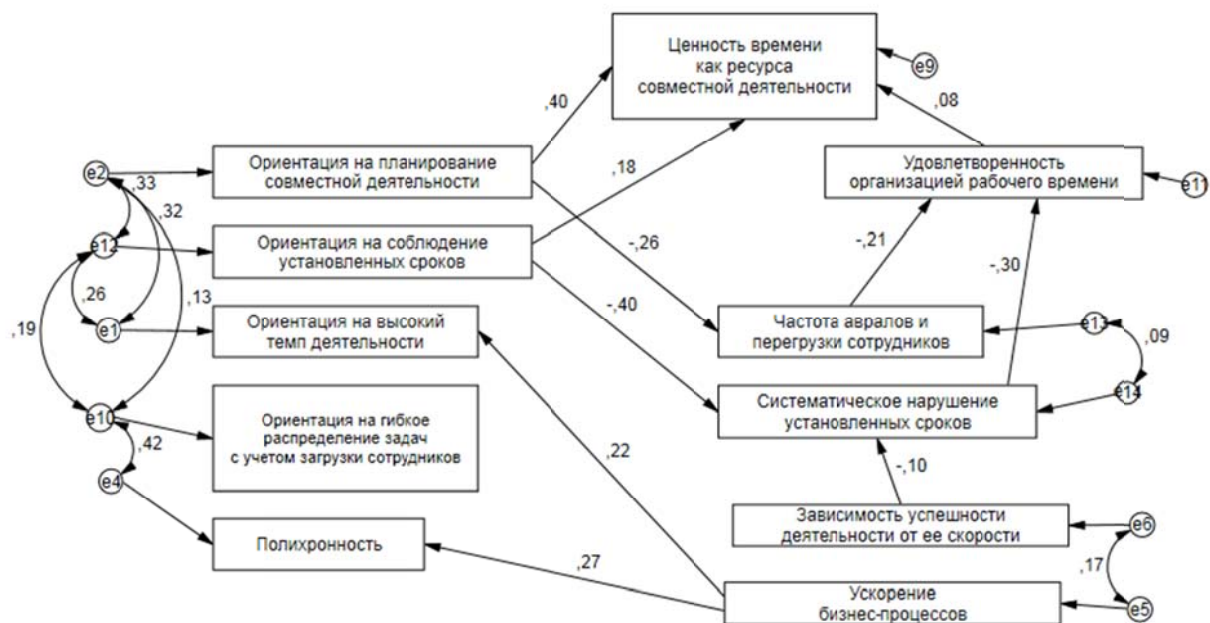 Ценность времени
как ресурса
совместной деятельности
e9
,40
,08
Ориентация на планирование
совместной деятельности
e2
,33
,18
Удовлетворенность
организацией рабочего времени
e11
,32
Ориентация на соблюдение
установленных сроков
e12
-,26
-,21
-,30
,26
,13
-,40
,19
e1
Ориентация на высокий
темп деятельности
Частота авралов и
перегрузки сотрудников
e13
,09
e14
Систематическое нарушение
установленных сроков
e10
Ориентация на гибкое
распределение задач
с учетом загрузки сотрудников
,42
,22
-,10
e4
Зависимость успешности
деятельности от ее скорости
e6
Полихронность
,27
,17
Ускорение
бизнес-процессов
e5